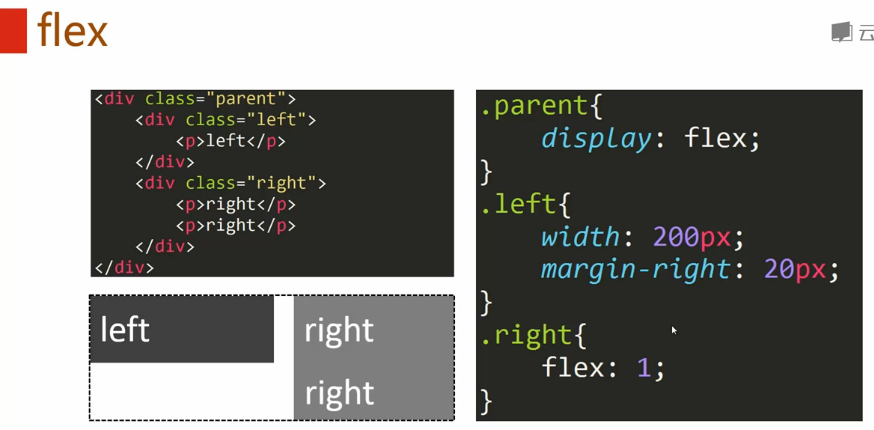 flex
云
<div class="parent">
    <div class="left">
        <p>left</p>
    </div>
    <div class="right">
        <p>right</p>
        <p>right</p>
    </div>
</div>
left
right
right
.parent{
    display: flex;
}
.left{
    width: 200px;
    margin-right: 20px;
}
.right{
    flex: 1;
}